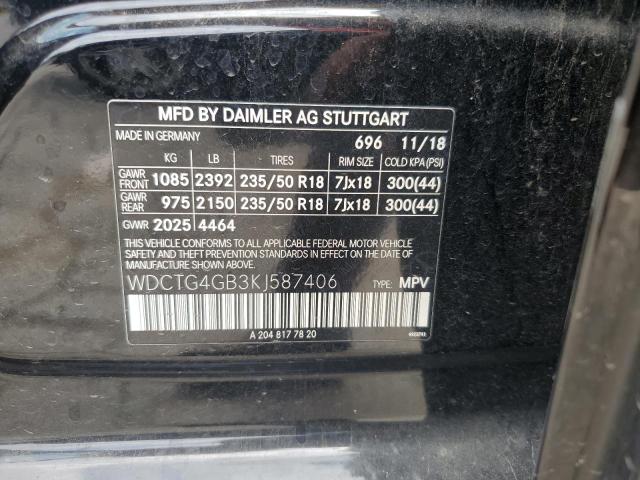 MFD BY DAIMLER AG STUTTGART
MADE IN GERMANY 696 11/18
KG LB TIRES RIM SIZE COLD KPA (PSI)
GAWR FRONT 1085 2392 235/50 R18 7Jx18 300(44)
GAWR REAR 975 2150 235/50 R18 7Jx18 300(44)
GVWR 2025 4464
THIS VEHICLE CONFORMS TO ALL APPLICABLE FEDERAL MOTOR VEHICLE
SAFETY AND THEFT PREVENTION STANDARDS IN EFFECT ON THE DATE OF
MANUFACTURE SHOWN ABOVE.
WDCTG4GB3KJ587406 TYPE: MPV
A 204 817 78 20